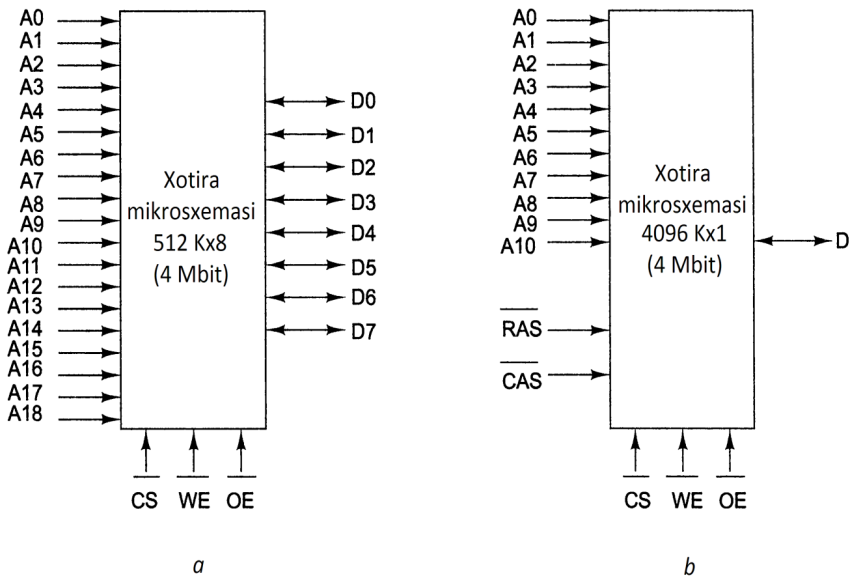 A0
A1
A2
A3
A4
A5
A6
A7
A8
A9
A10
A11
A12
A13
A14
A15
A16
A17
A18
Xotira
mikrosxemasi
512 Kx8
(4 Mbit)
D0
D1
D2
D3
D4
D5
D6
D7
CS WE OE
a
A0
A1
A2
A3
A4
A5
A6
A7
A8
A9
A10
RAS
CAS
Xotira
mikrosxemasi
4096 Kx1
(4 Mbit)
D
CS WE OE
b